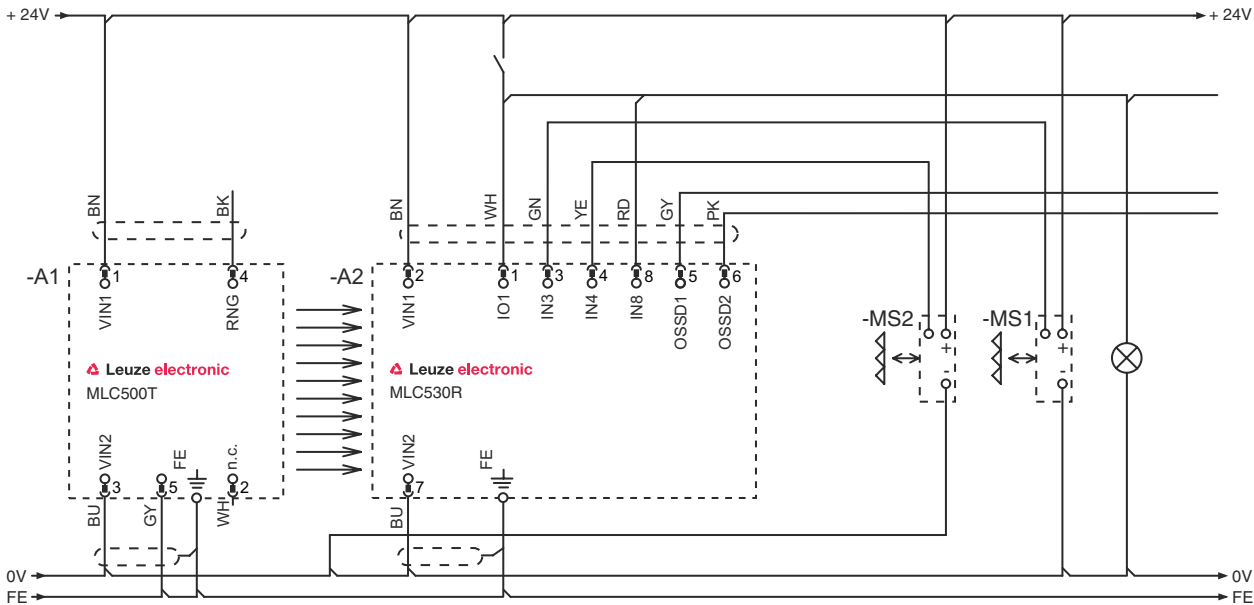 + 24V
+ 24V
BN
BK
BN
WH
GN
YE
RD
GY
PK
-A1
1
4
-A2
2
1
3
4
8
5
6
VIN1
RNG
VIN1
IO1
IN3
IN4
IN8
OSSD1
OSSD2
-MS2
-MS1
+
-
+
-
Leuze electronic
MLC500T
Leuze electronic
MLC530R
VIN2
FE
n.c.
VIN2
FE
3
5
2
7
BU
GY
WH
BU
0V
0V
FE
FE